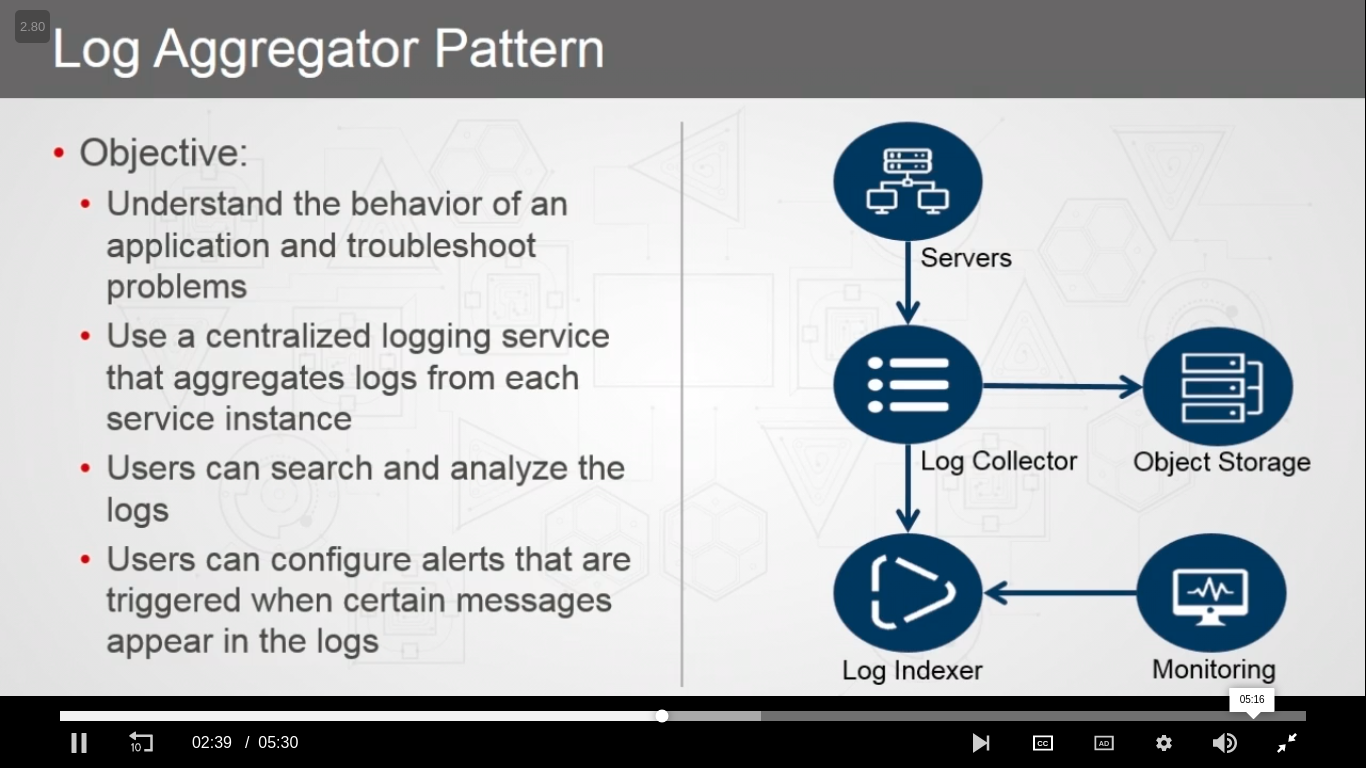 2.80
Log Aggregator Pattern
• Objective:
• Understand the behavior of an
application and troubleshoot
problems
• Use a centralized logging service
that aggregates logs from each
service instance
• Users can search and analyze the
logs
• Users can configure alerts that are
triggered when certain messages
appear in the logs
Servers
Log Collector
Object Storage
Log Indexer
Monitoring
05:16
10
02:39 / 05:30
CC
AD